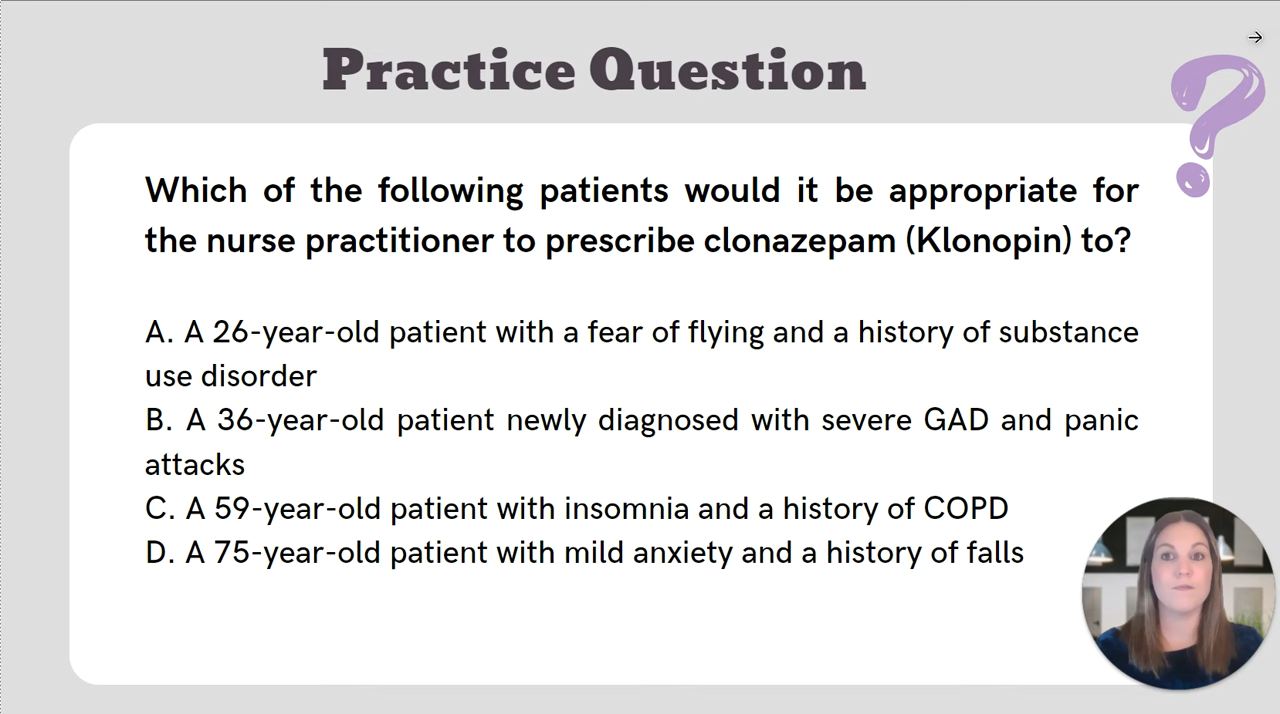 Practice Question
Which of the following patients would it be appropriate for
the nurse practitioner to prescribe clonazepam (Klonopin) to?
A. A 26-year-old patient with a fear of flying and a history of substance
use disorder
B. A 36-year-old patient newly diagnosed with severe GAD and panic
attacks
C. A 59-year-old patient with insomnia and a history of COPD
D. A 75-year-old patient with mild anxiety and a history of falls